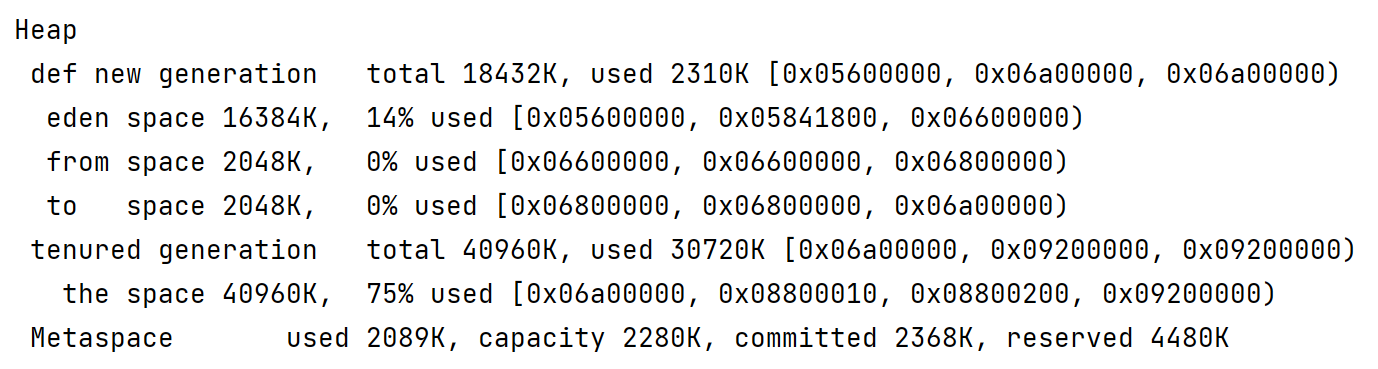 Heap
 def new generation   total 18432K, used 2310K [0x05600000, 0x06a00000, 0x06a00000)
  eden space 16384K,  14% used [0x05600000, 0x05841800, 0x06600000)
  from space 2048K,   0% used [0x06600000, 0x06600000, 0x06800000)
  to   space 2048K,   0% used [0x06800000, 0x06800000, 0x06a00000)
 tenured generation   total 40960K, used 30720K [0x06a00000, 0x09200000, 0x09200000)
   the space 40960K,  75% used [0x06a00000, 0x08800010, 0x08800200, 0x09200000)
 Metaspace       used 2089K, capacity 2280K, committed 2368K, reserved 4480K